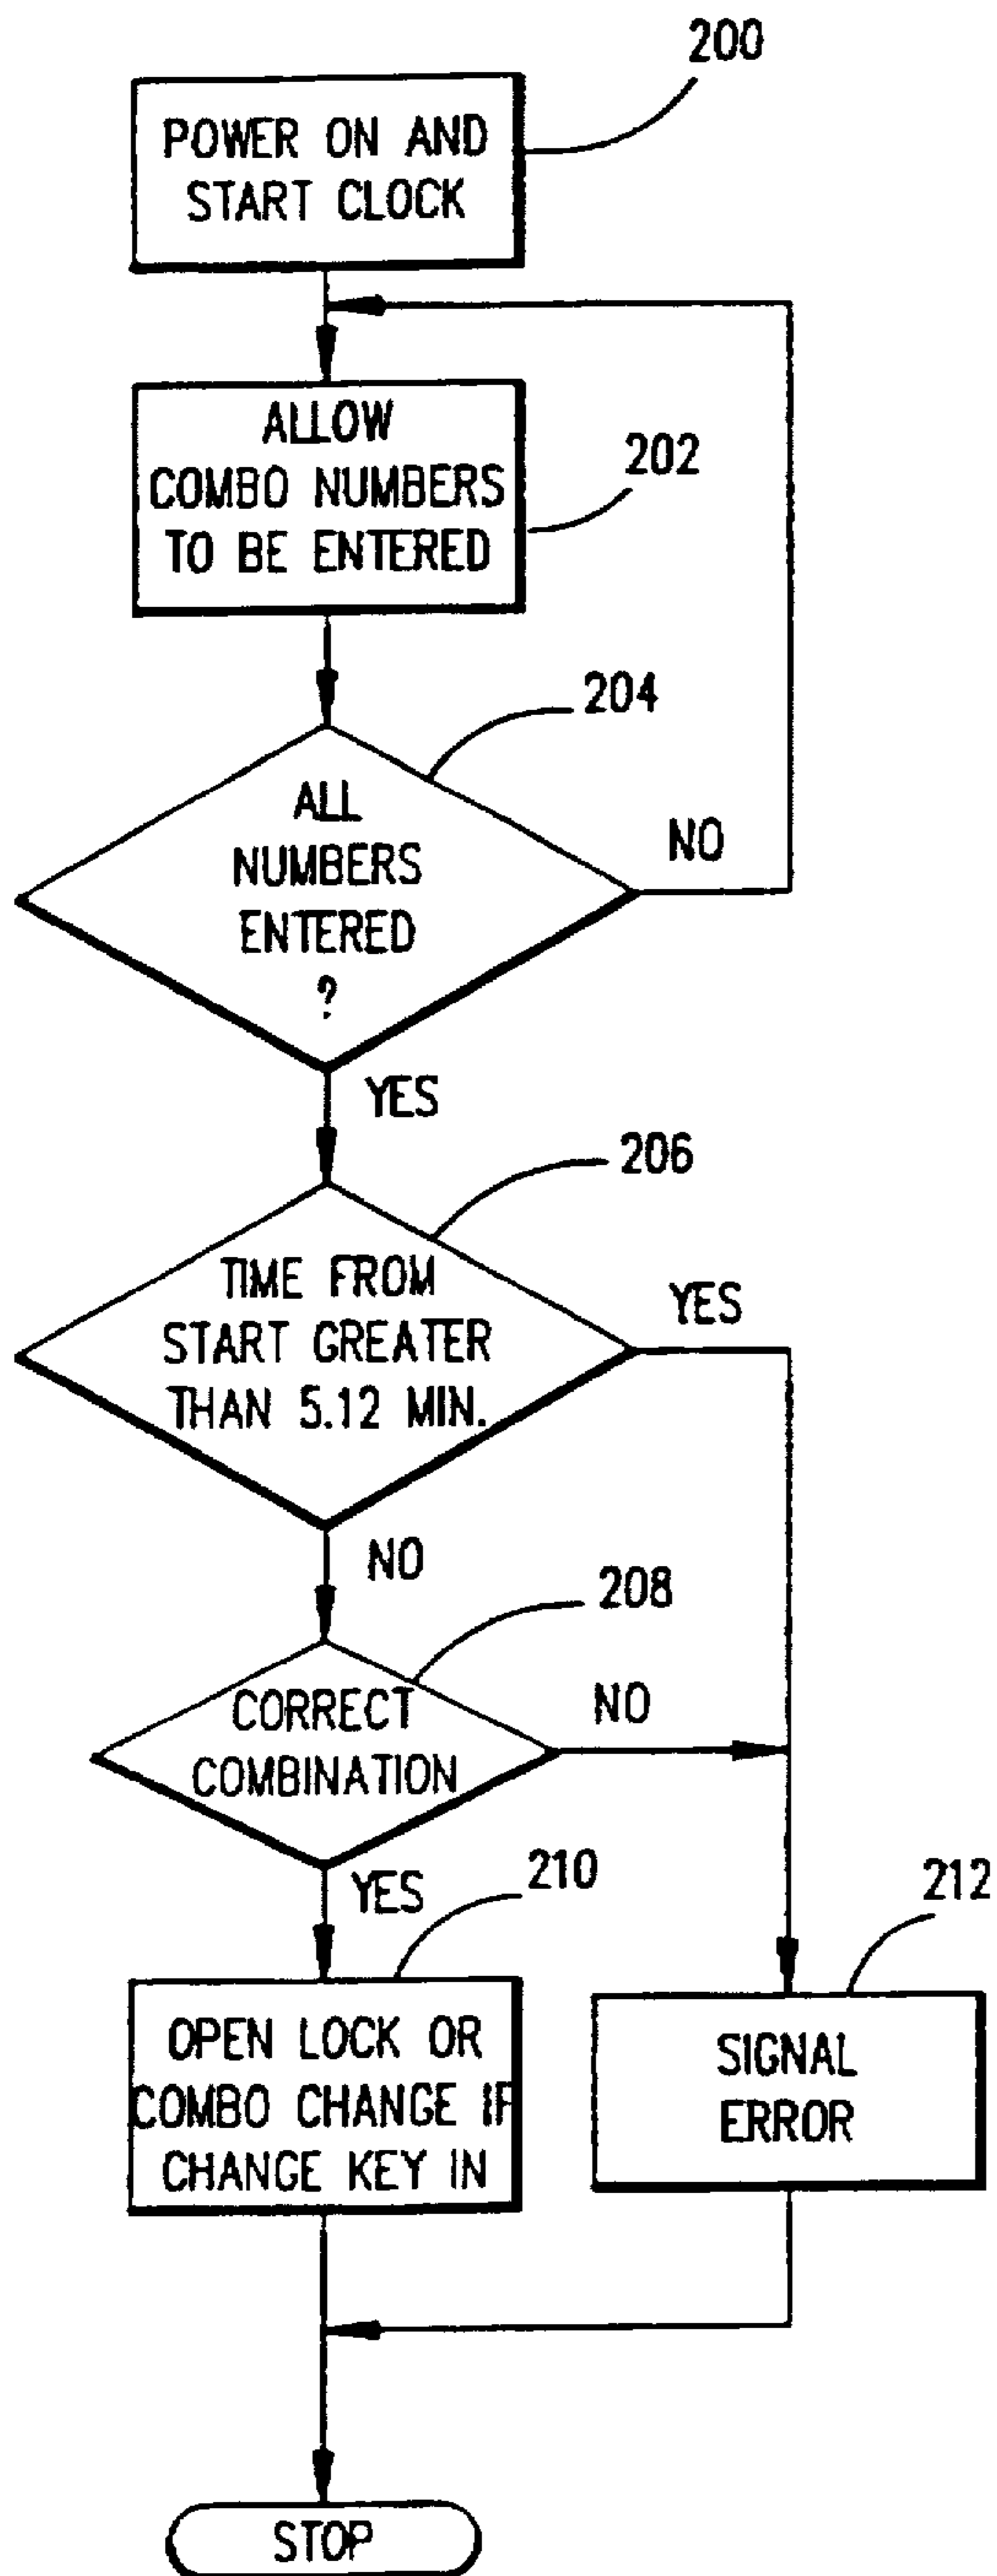 200
POWER ON AND
START CLOCK
ALLOW
COMBO NUMBERS
TO BE ENTERED
202
204
ALL
NUMBERS
ENTERED
?
NO
YES
206
TIME FROM
START GREATER
THAN 5.12 MIN.
YES
NO
208
CORRECT
COMBINATION
NO
YES
210
212
OPEN LOCK OR
COMBO CHANGE IF
CHANGE KEY IN
SIGNAL
ERROR
STOP